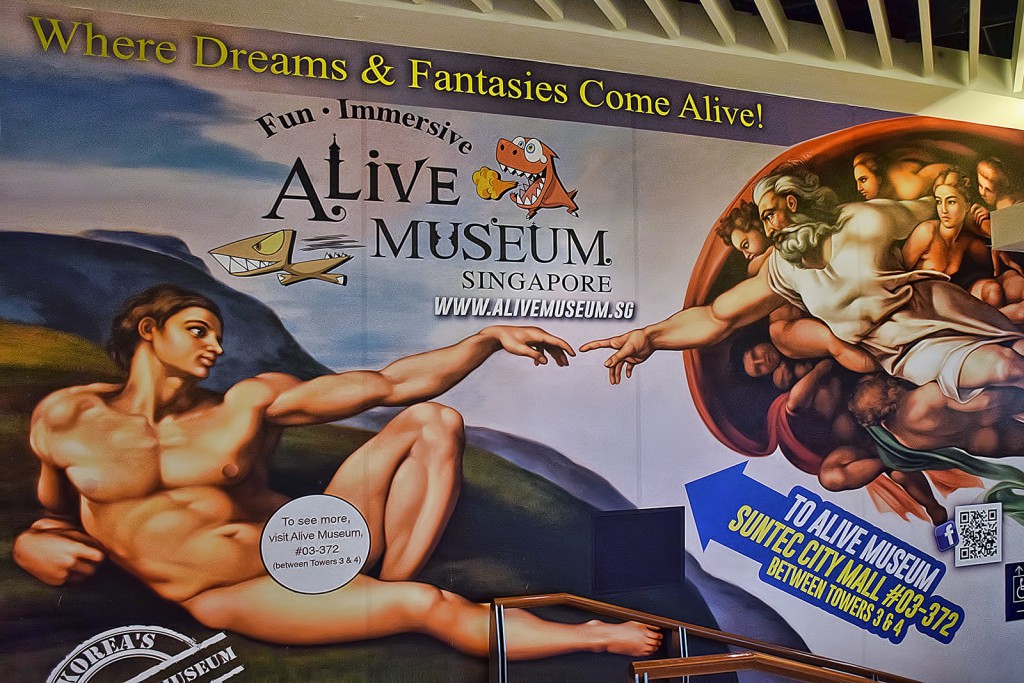 Where Dreams & Fantasies Come Alive!
Fun · Immersive
ALIVE
MUSEUM
SINGAPORE
WWW.ALIVEMUSEUM.SG
To see more,
visit Alive Museum,
#03-372
(between Towers 3 & 4)
TO ALIVE MUSEUM
SUNTEC CITY MALL #03-372
BETWEEN TOWERS 3 & 4
f
KOREA'S
MUSEUM